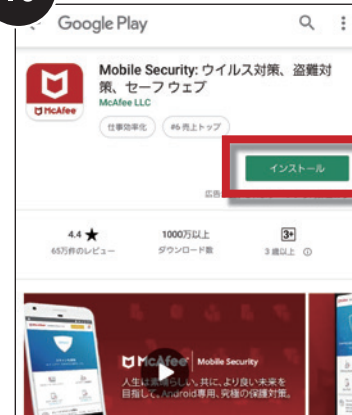 Google Play
Mobile Security: ウイルス対策、盗難対
策、セーフ ウェブ
McAfee LLC
McAfee
仕事効率化
#6 売上トップ
インストール
広告
4.4 ★
1000万以上
3+
65万件のレビュー
ダウンロード数
3 歳以上
McAfee | Mobile Security
人生は素晴らしい。共に、より良い未来を
目指して。Android専用、究極の保護対策。